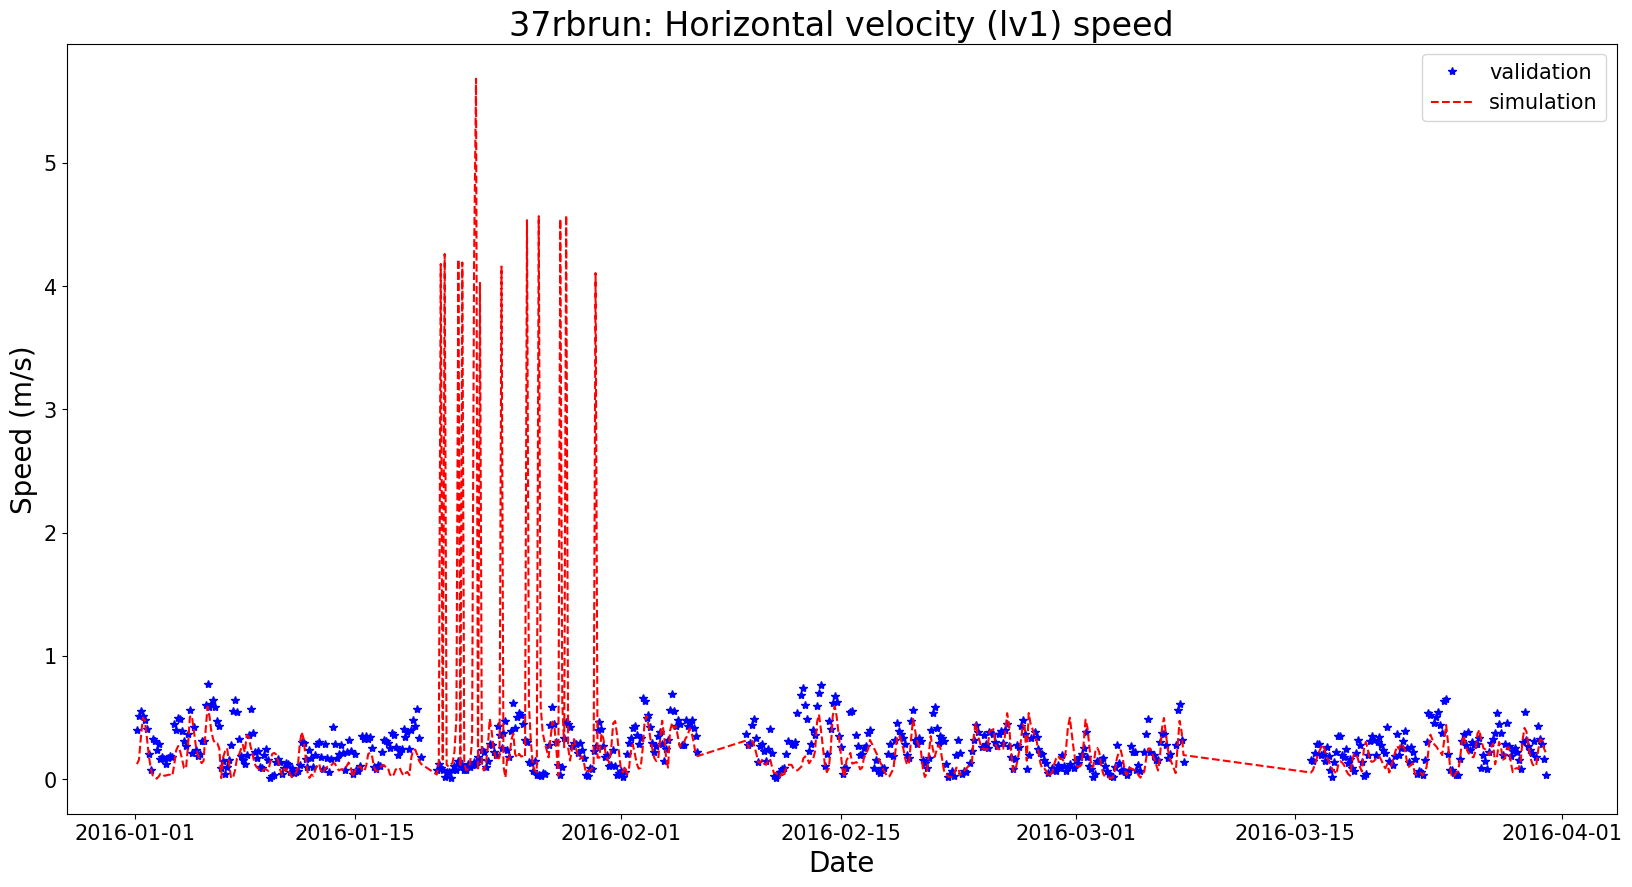 37rbrun: Horizontal velocity (lv1) speed
validation
simulation
Speed (m/s)
5
4
3
2
1
0
2016-01-01
2016-01-15
2016-02-01
2016-02-15
2016-03-01
2016-03-15
2016-04-01
Date